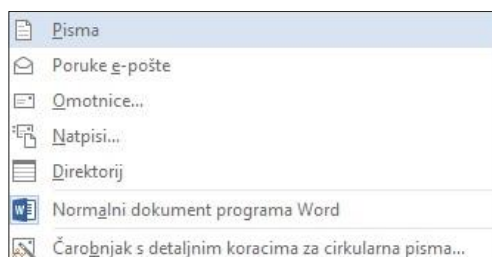 Pisma
Poruke e-pošte
Omotnice...
Natpisi...
Direktorij
Normalni dokument programa Word
Čarobnjak s detaljnim koracima za cirkularna pisma...